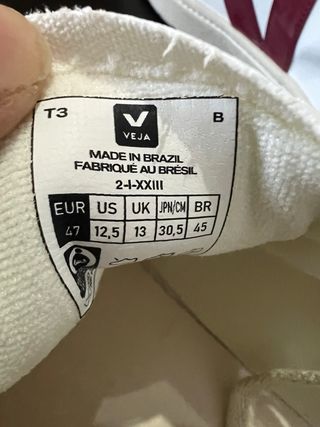 T3 B
VEJA
MADE IN BRAZIL
FABRIQUÉ AU BRÉSIL
2-I-XXIII
EUR US UK JPN/CM BR
47 12,5 13 30,5 45